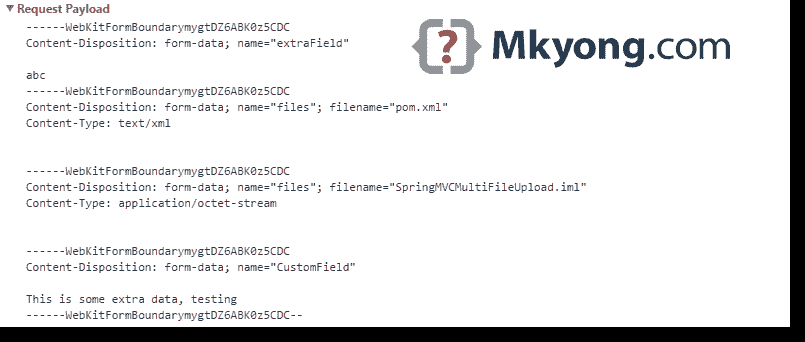 ▼ Request Payload
------WebKitFormBoundarymygtDZ6ABK0z5CDC
Content-Disposition: form-data; name="extraField"
{?} Mkyong.com
abc
------WebKitFormBoundarymygtDZ6ABK0z5CDC
Content-Disposition: form-data; name="files"; filename="pom.xml"
Content-Type: text/xml
------WebKitFormBoundarymygtDZ6ABK0z5CDC
Content-Disposition: form-data; name="files"; filename="SpringMVCMultiFileUpload.iml"
Content-Type: application/octet-stream
------WebKitFormBoundarymygtDZ6ABK0z5CDC
Content-Disposition: form-data; name="CustomField"
This is some extra data, testing
------WebKitFormBoundarymygtDZ6ABK0z5CDC--